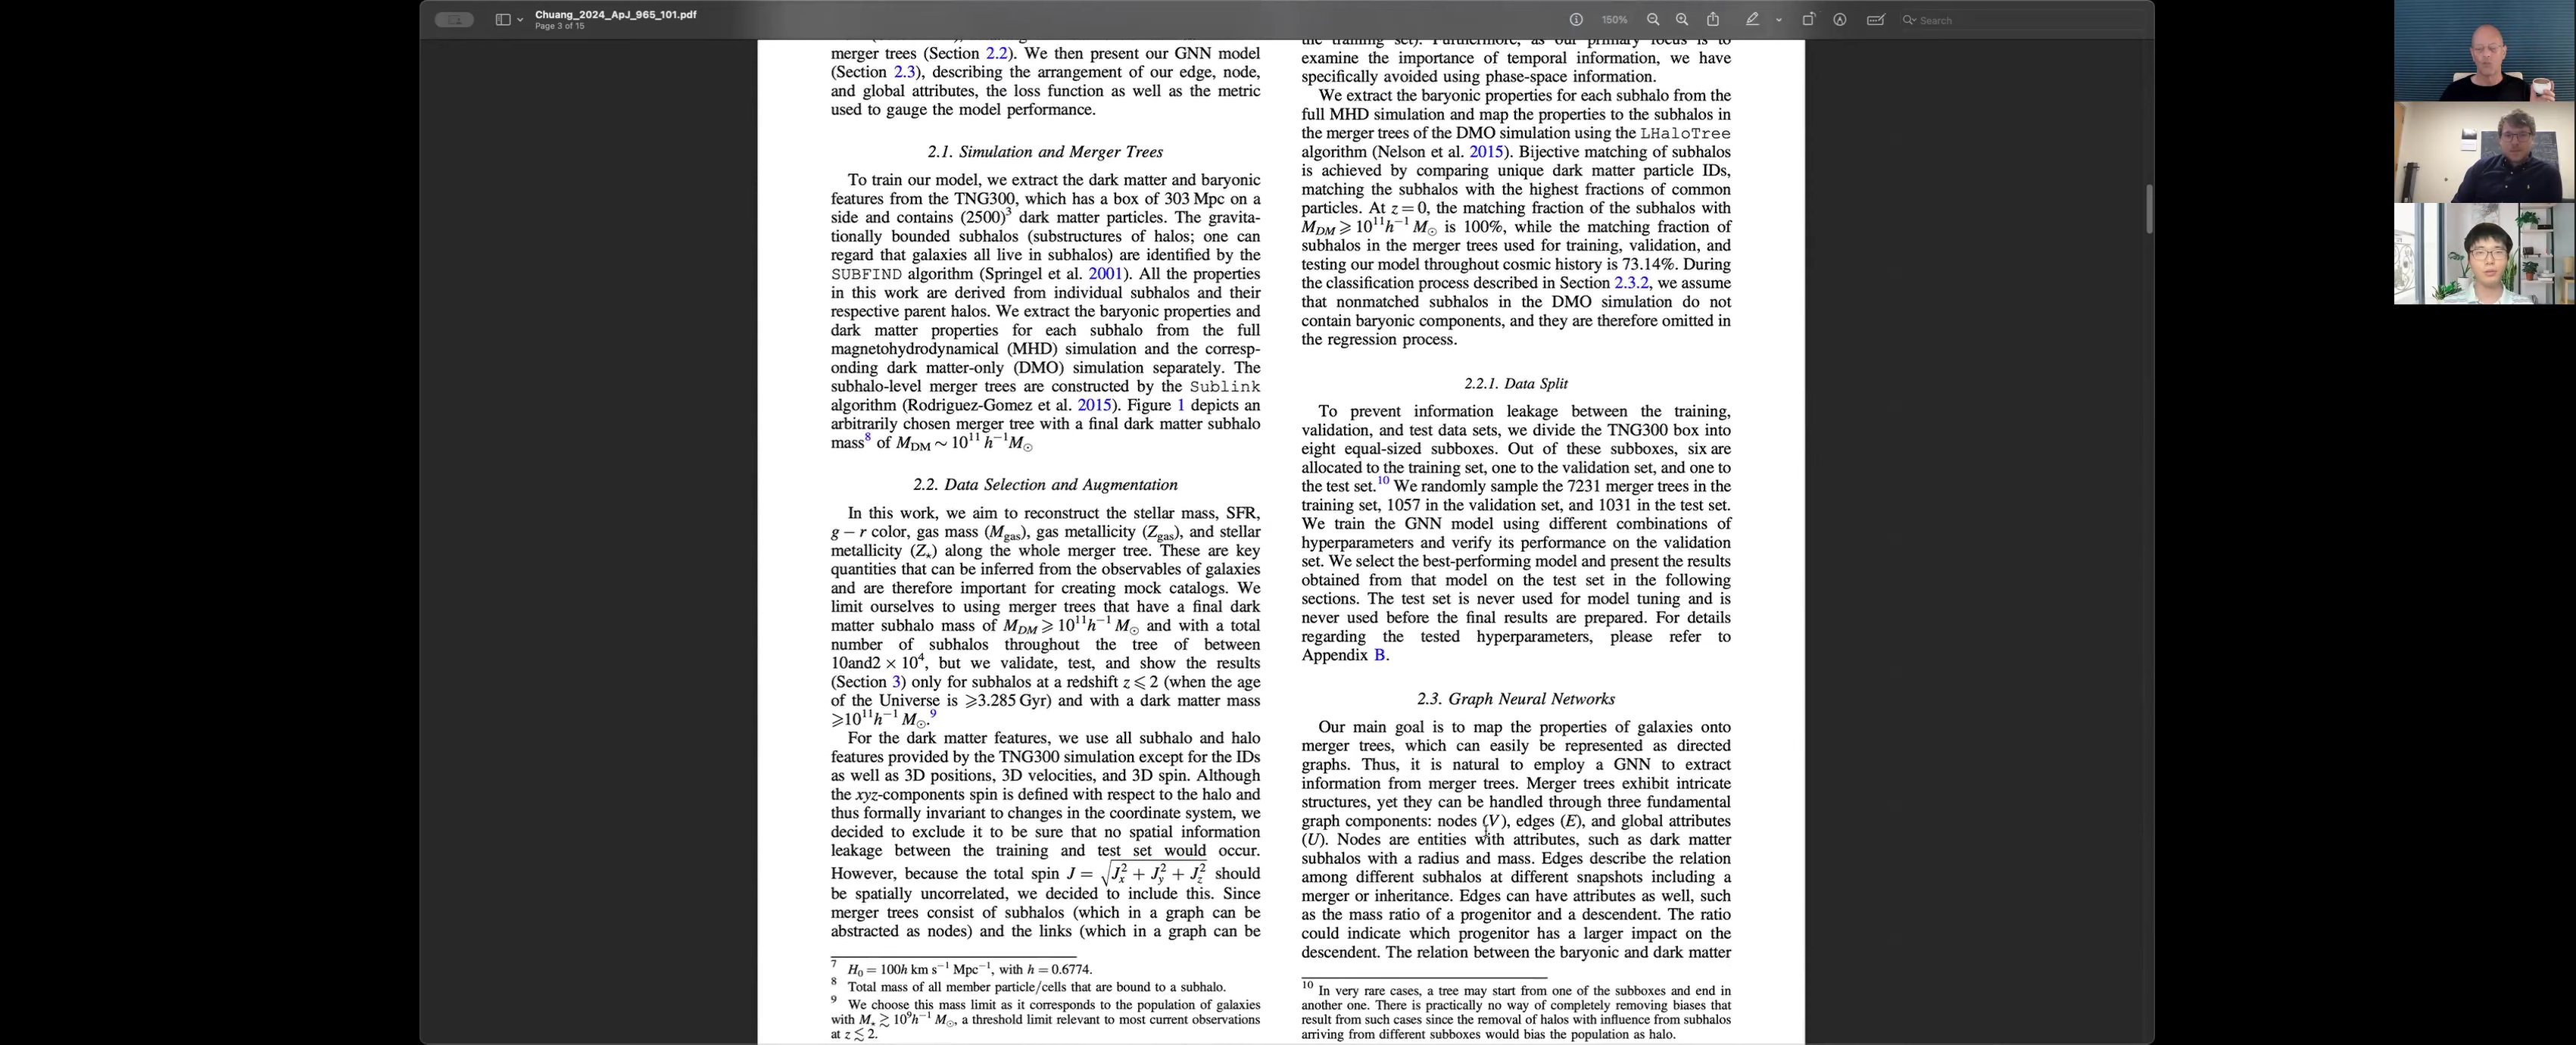 Chuang_2024_ApJ_965_101.pdf
Page 3 of 15
150%
Search
merger trees (Section 2.2). We then present our GNN model
(Section 2.3), describing the arrangement of our edge, node,
and global attributes, the loss function as well as the metric
used to gauge the model performance.
2.1. Simulation and Merger Trees
To train our model, we extract the dark matter and baryonic
features from the TNG300, which has a box of 303 Mpc on a
side and contains (2500)³ dark matter particles. The gravita-
tionally bounded subhalos (substructures of halos; one can
regard that galaxies all live in subhalos) are identified by the
SUBFIND algorithm (Springel et al. 2001). All the properties
in this work are derived from individual subhalos and their
respective parent halos. We extract the baryonic properties and
dark matter properties for each subhalo from the full
magnetohydrodynamical (MHD) simulation and the corresp-
onding dark matter-only (DMO) simulation separately. The
subhalo-level merger trees are constructed by the Sublink
algorithm (Rodriguez-Gomez et al. 2015). Figure 1 depicts an
arbitrarily chosen merger tree with a final dark matter subhalo
mass⁸ of M_DM ∼ 10¹¹ h⁻¹M⊙
2.2. Data Selection and Augmentation
In this work, we aim to reconstruct the stellar mass, SFR,
g − r color, gas mass (M_gas), gas metallicity (Z_gas), and stellar
metallicity (Z⋆) along the whole merger tree. These are key
quantities that can be inferred from the observables of galaxies
and are therefore important for creating mock catalogs. We
limit ourselves to using merger trees that have a final dark
matter subhalo mass of M_DM ⩾ 10¹¹h⁻¹ M⊙ and with a total
number of subhalos throughout the tree of between
10and2 × 10⁴, but we validate, test, and show the results
(Section 3) only for subhalos at a redshift z ⩽ 2 (when the age
of the Universe is ⩾3.285 Gyr) and with a dark matter mass
⩾10¹¹h⁻¹ M⊙.⁹
For the dark matter features, we use all subhalo and halo
features provided by the TNG300 simulation except for the IDs
as well as 3D positions, 3D velocities, and 3D spin. Although
the xyz-components spin is defined with respect to the halo and
thus formally invariant to changes in the coordinate system, we
decided to exclude it to be sure that no spatial information
leakage between the training and test set would occur.
However, because the total spin J = √(J_x² + J_y² + J_z²) should
be spatially uncorrelated, we decided to include this. Since
merger trees consist of subhalos (which in a graph can be
abstracted as nodes) and the links (which in a graph can be
⁷ H₀ = 100h km s⁻¹ Mpc⁻¹, with h = 0.6774.
⁸ Total mass of all member particle/cells that are bound to a subhalo.
⁹ We choose this mass limit as it corresponds to the population of galaxies
with M⋆ ≳ 10⁹h⁻¹ M⊙, a threshold limit relevant to most current observations
at z ≲ 2.
the training set). Furthermore, as our primary focus is to
examine the importance of temporal information, we have
specifically avoided using phase-space information.
We extract the baryonic properties for each subhalo from the
full MHD simulation and map the properties to the subhalos in
the merger trees of the DMO simulation using the LHaloTree
algorithm (Nelson et al. 2015). Bijective matching of subhalos
is achieved by comparing unique dark matter particle IDs,
matching the subhalos with the highest fractions of common
particles. At z = 0, the matching fraction of the subhalos with
M_DM ⩾ 10¹¹h⁻¹ M⊙ is 100%, while the matching fraction of
subhalos in the merger trees used for training, validation, and
testing our model throughout cosmic history is 73.14%. During
the classification process described in Section 2.3.2, we assume
that nonmatched subhalos in the DMO simulation do not
contain baryonic components, and they are therefore omitted in
the regression process.
2.2.1. Data Split
To prevent information leakage between the training,
validation, and test data sets, we divide the TNG300 box into
eight equal-sized subboxes. Out of these subboxes, six are
allocated to the training set, one to the validation set, and one to
the test set.¹⁰ We randomly sample the 7231 merger trees in the
training set, 1057 in the validation set, and 1031 in the test set.
We train the GNN model using different combinations of
hyperparameters and verify its performance on the validation
set. We select the best-performing model and present the results
obtained from that model on the test set in the following
sections. The test set is never used for model tuning and is
never used before the final results are prepared. For details
regarding the tested hyperparameters, please refer to
Appendix B.
2.3. Graph Neural Networks
Our main goal is to map the properties of galaxies onto
merger trees, which can easily be represented as directed
graphs. Thus, it is natural to employ a GNN to extract
information from merger trees. Merger trees exhibit intricate
structures, yet they can be handled through three fundamental
graph components: nodes (V), edges (E), and global attributes
(U). Nodes are entities with attributes, such as dark matter
subhalos with a radius and mass. Edges describe the relation
among different subhalos at different snapshots including a
merger or inheritance. Edges can have attributes as well, such
as the mass ratio of a progenitor and a descendent. The ratio
could indicate which progenitor has a larger impact on the
descendent. The relation between the baryonic and dark matter
¹⁰ In very rare cases, a tree may start from one of the subboxes and end in
another one. There is practically no way of completely removing biases that
result from such cases since the removal of halos with influence from subhalos
arriving from different subboxes would bias the population as halo.